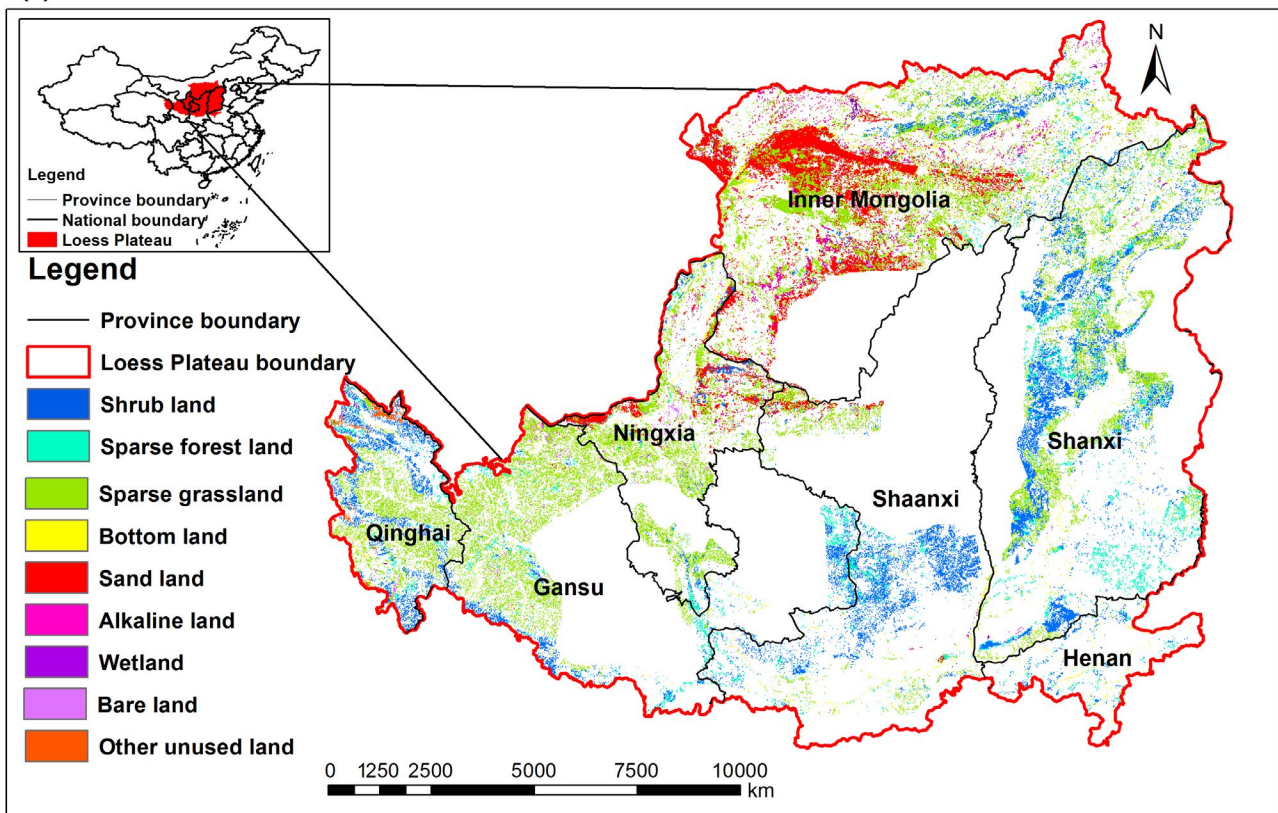 N
Legend
Province boundary
National boundary
Loess Plateau
Legend
Province boundary
Loess Plateau boundary
Shrub land
Sparse forest land
Sparse grassland
Bottom land
Sand land
Alkaline land
Wetland
Bare land
Other unused land
Inner Mongolia
Ningxia
Shanxi
Shaanxi
Qinghai
Gansu
Henan
0 1250 2500 5000 7500 10000
km